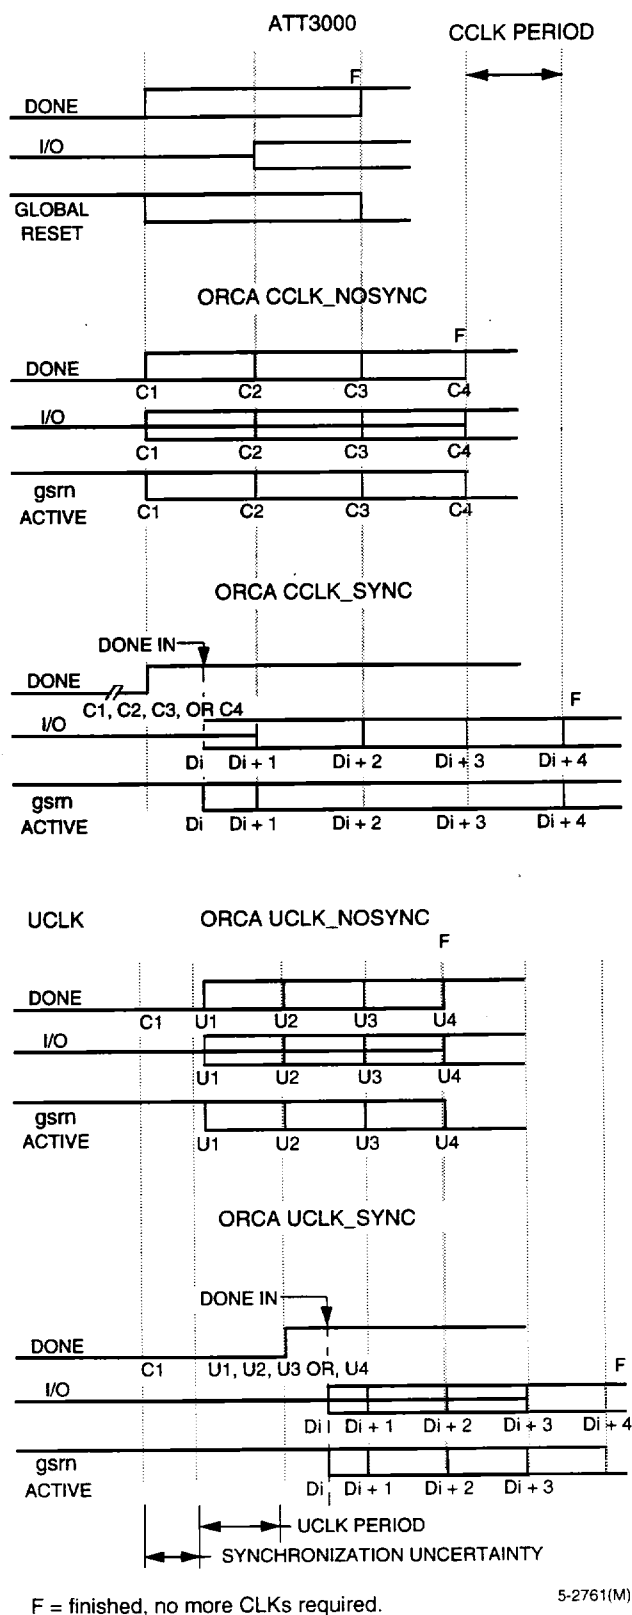 ATT3000
CCLK PERIOD
F
DONE
I/O
GLOBAL
RESET
ORCA CCLK_NOSYNC
F
DONE
C1 C2 C3 C4
I/O
C1 C2 C3 C4
gsrn
ACTIVE
C1 C2 C3 C4
ORCA CCLK_SYNC
DONE IN
DONE
C1, C2, C3, OR C4
F
I/O
Di Di + 1 Di + 2 Di + 3 Di + 4
gsrn
ACTIVE
Di Di + 1 Di + 2 Di + 3 Di + 4
UCLK
ORCA UCLK_NOSYNC
F
DONE
C1 U1 U2 U3 U4
I/O
U1 U2 U3 U4
gsrn
ACTIVE
U1 U2 U3 U4
ORCA UCLK_SYNC
DONE IN
DONE
C1 U1, U2, U3 OR, U4
F
I/O
Di Di + 1 Di + 2 Di + 3 Di + 4
gsrn
ACTIVE
Di Di + 1 Di + 2 Di + 3
UCLK PERIOD
SYNCHRONIZATION UNCERTAINTY
F = finished, no more CLKs required.
5-2761(M)